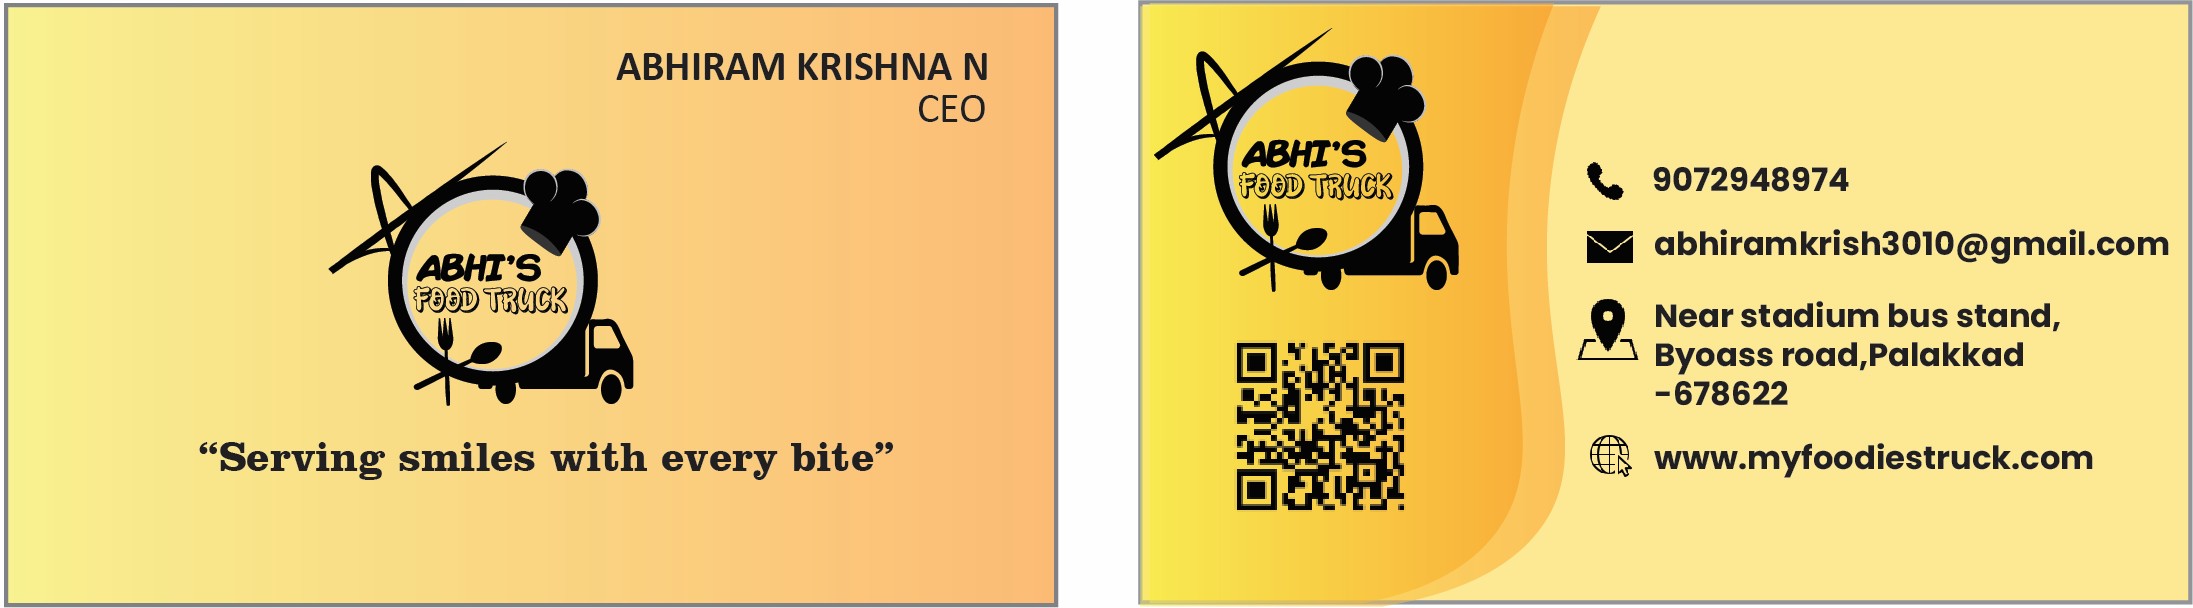 ABHIRAM KRISHNA N
CEO
ABHI'S
FOOD TRUCK
“Serving smiles with every bite”
ABHI'S
FOOD TRUCK
9072948974
abhiramkrish3010@gmail.com
Near stadium bus stand,
Byoass road,Palakkad
-678622
www.myfoodiestruck.com